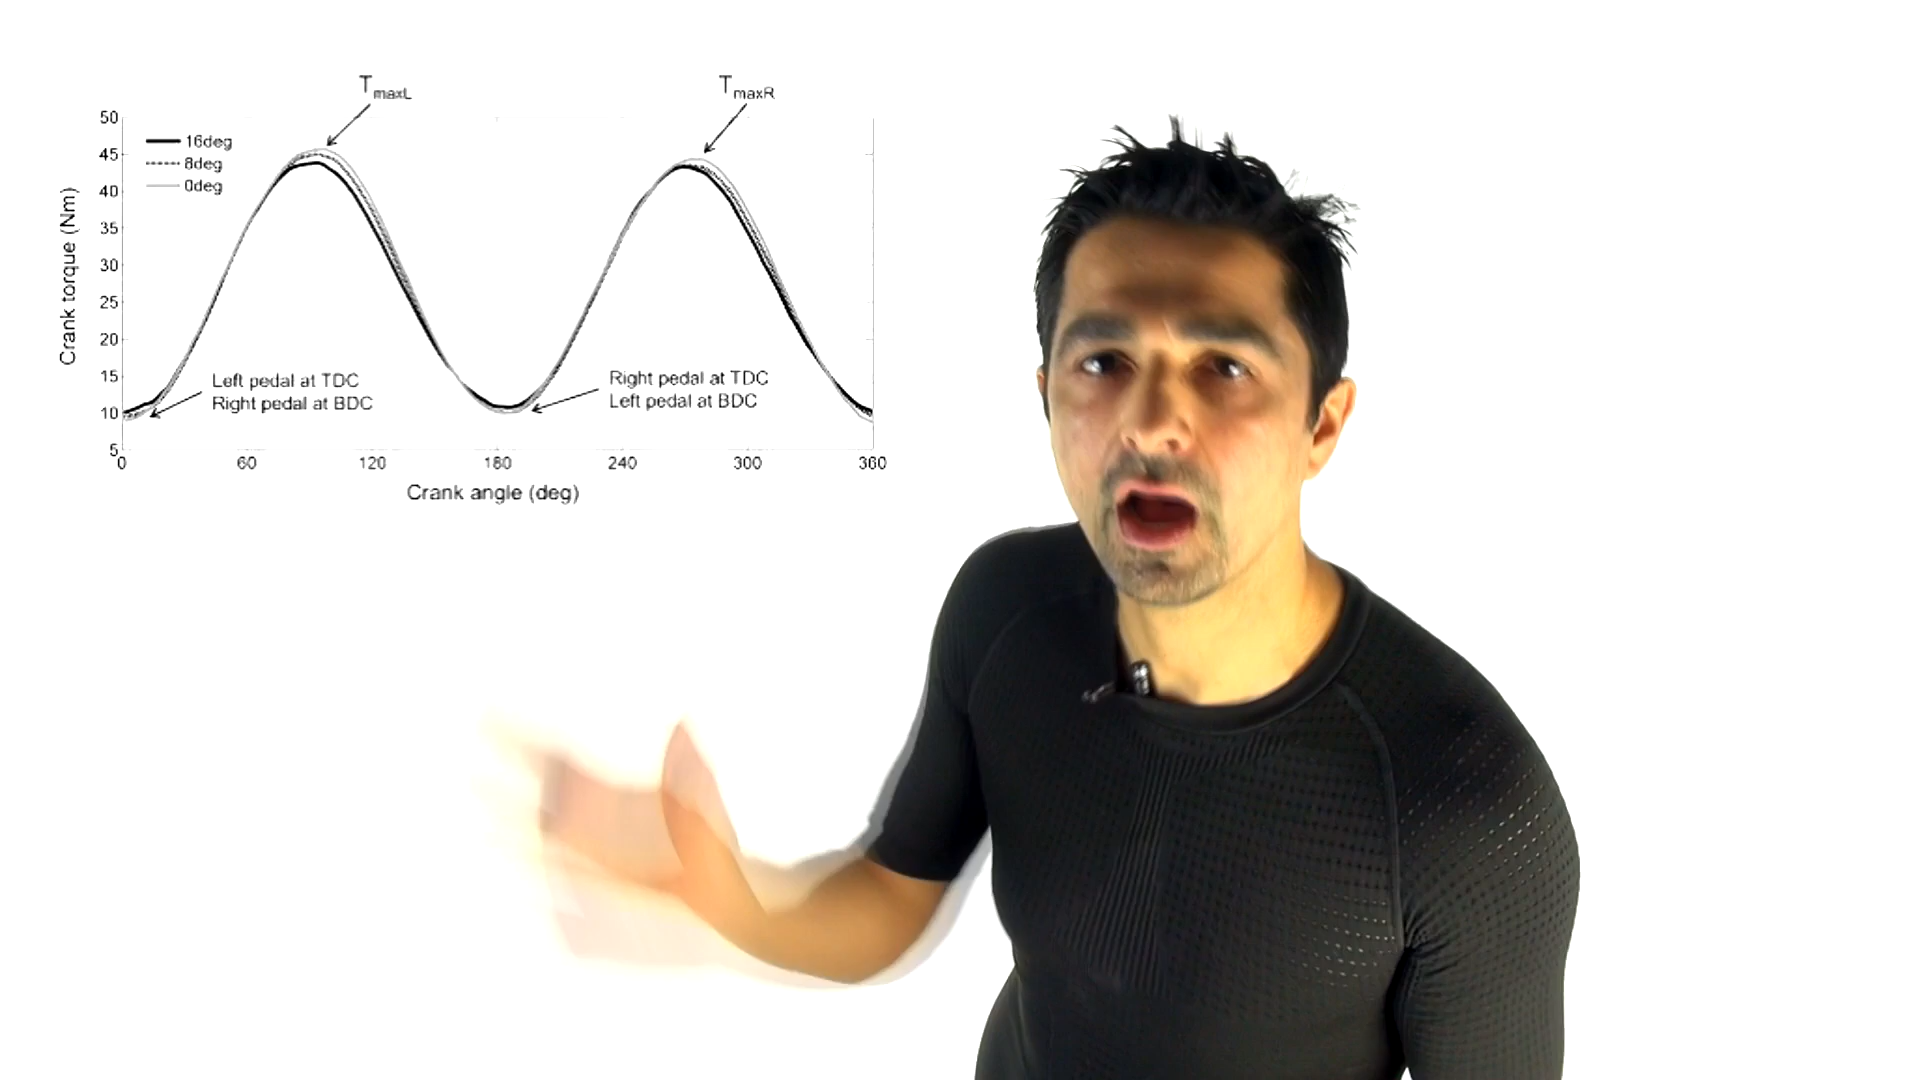 TmaxL
TmaxR
50
45
40
35
30
25
20
15
10
5
16deg
8deg
0deg
Crank torque (Nm)
Left pedal at TDC
Right pedal at BDC
Right pedal at TDC
Left pedal at BDC
0
60
120
180
240
300
360
Crank angle (deg)